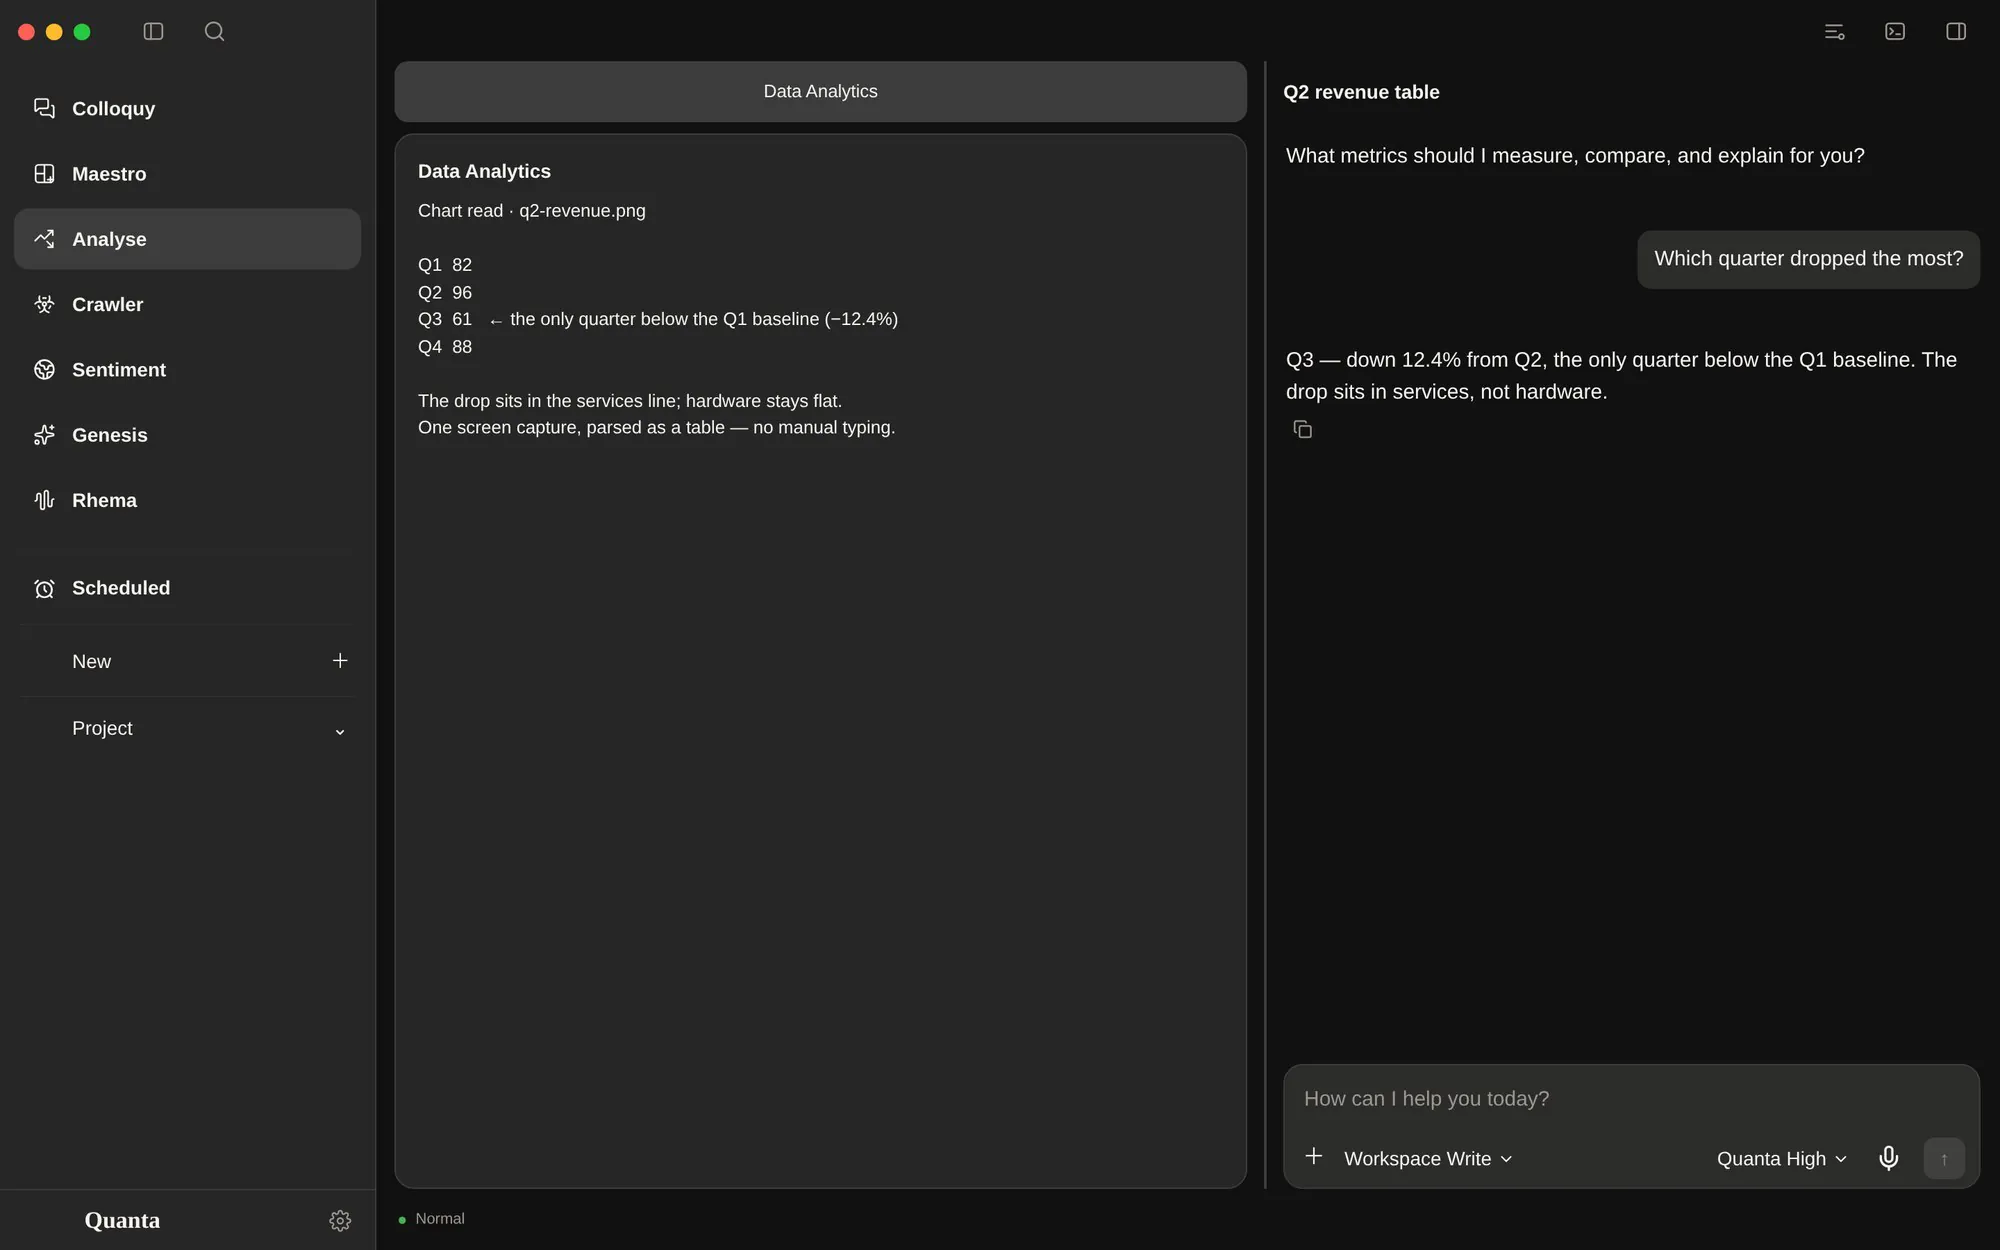 Colloquy
Maestro
Analyse
Crawler
Sentiment
Genesis
Rhema
Scheduled
New
Project
Quanta
Data Analytics
Data Analytics
Chart read · q2-revenue.png
Q1 82
Q2 96
Q3 61 ← the only quarter below the Q1 baseline (−12.4%)
Q4 88
The drop sits in the services line; hardware stays flat.
One screen capture, parsed as a table — no manual typing.
Normal
Q2 revenue table
What metrics should I measure, compare, and explain for you?
Which quarter dropped the most?
Q3 — down 12.4% from Q2, the only quarter below the Q1 baseline. The
drop sits in services, not hardware.
How can I help you today?
Workspace Write
Quanta High